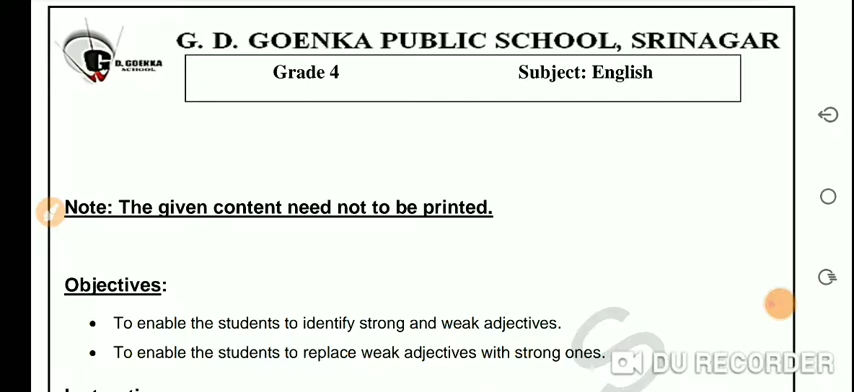 G. D. GOENKA PUBLIC SCHOOL, SRINAGAR
D. GOENKA
SCHOOL
Grade 4 Subject: English
Note: The given content need not to be printed.
Objectives:
• To enable the students to identify strong and weak adjectives.
• To enable the students to replace weak adjectives with strong ones.
DU RECORDER